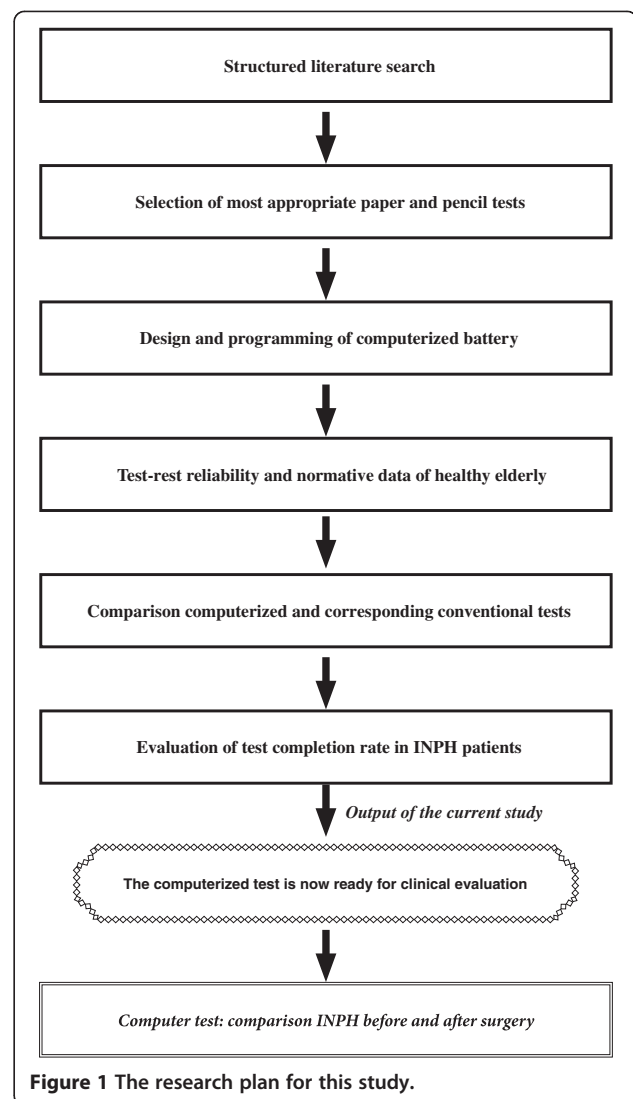 Structured literature search
Selection of most appropriate paper and pencil tests
Design and programming of computerized battery
Test-rest reliability and normative data of healthy elderly
Comparison computerized and corresponding conventional tests
Evaluation of test completion rate in INPH patients
Output of the current study
The computerized test is now ready for clinical evaluation
Computer test: comparison INPH before and after surgery
Figure 1 The research plan for this study.